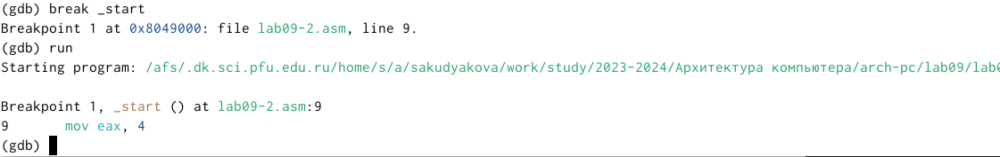 (gdb) break _start
Breakpoint 1 at 0x8049000: file lab09-2.asm, line 9.
(gdb) run
Starting program: /afs/.dk.sci.pfu.edu.ru/home/s/a/sakudyakova/work/study/2023-2024/Архитектура компьютера/arch-pc/lab09/lab0
Breakpoint 1, _start () at lab09-2.asm:9
9       mov eax, 4
(gdb)